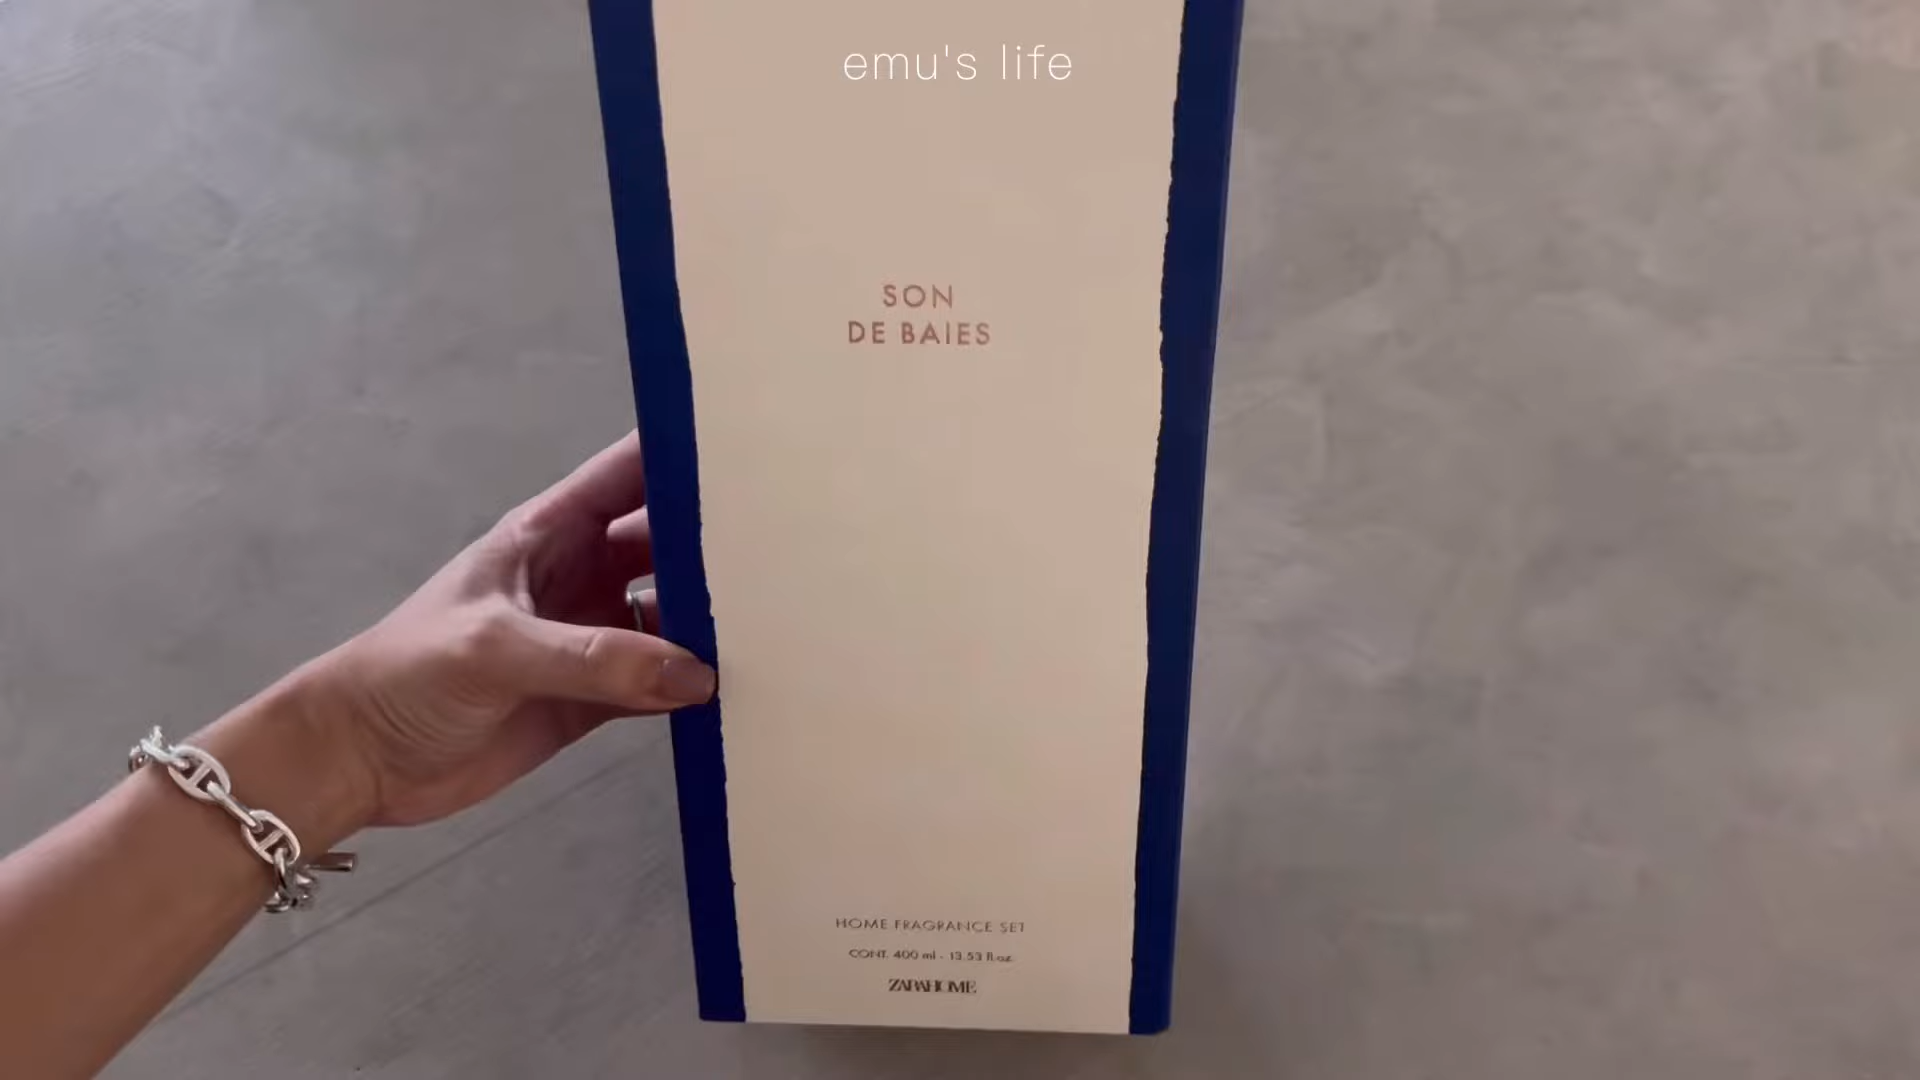 emu's life
SON
DE BAIES
HOME FRAGRANCE SET
CONT. 400 ml - 13.53 fl.oz.
ZARAHOME